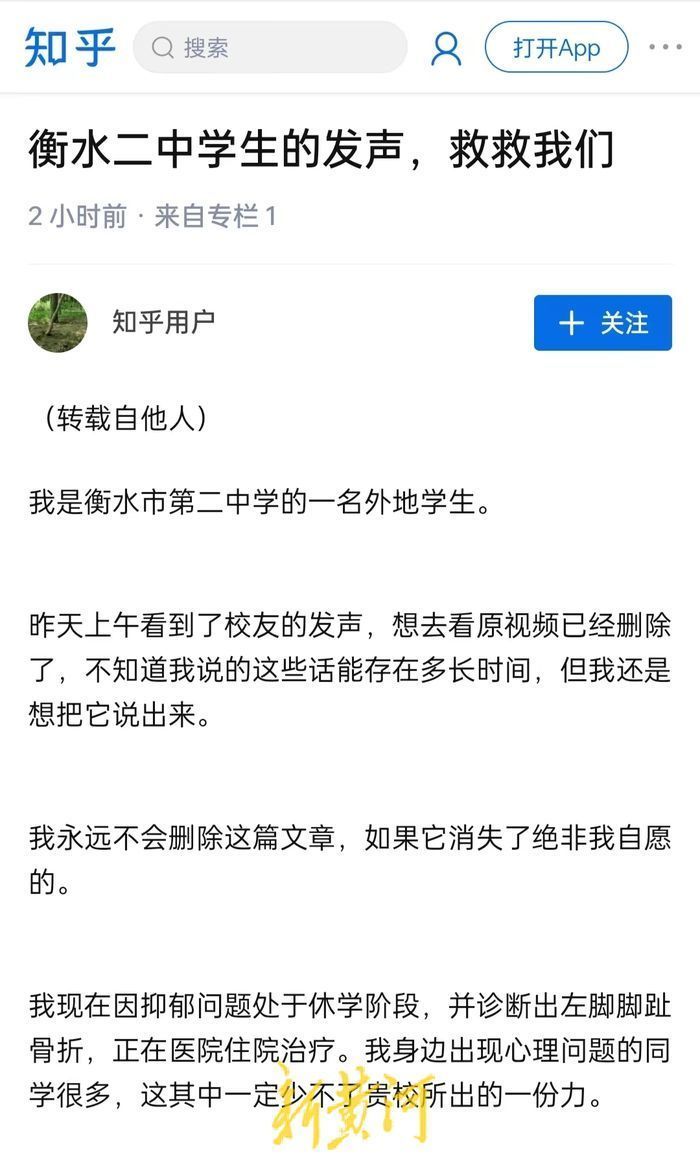 知乎
搜索
打开App
衡水二中学生的发声，救救我们
2 小时前 · 来自专栏 1
知乎用户
关注
（转载自他人）
我是衡水市第二中学的一名外地学生。
昨天上午看到了校友的发声，想去看原视频已经删除
了，不知道我说的这些话能存在多长时间，但我还是
想把它说出来。
我永远不会删除这篇文章，如果它消失了绝非我自愿
的。
我现在因抑郁问题处于休学阶段，并诊断出左脚脚趾
骨折，正在医院住院治疗。我身边出现心理问题的同
学很多，这其中一定少不了贵校所出的一份力。
新黄河